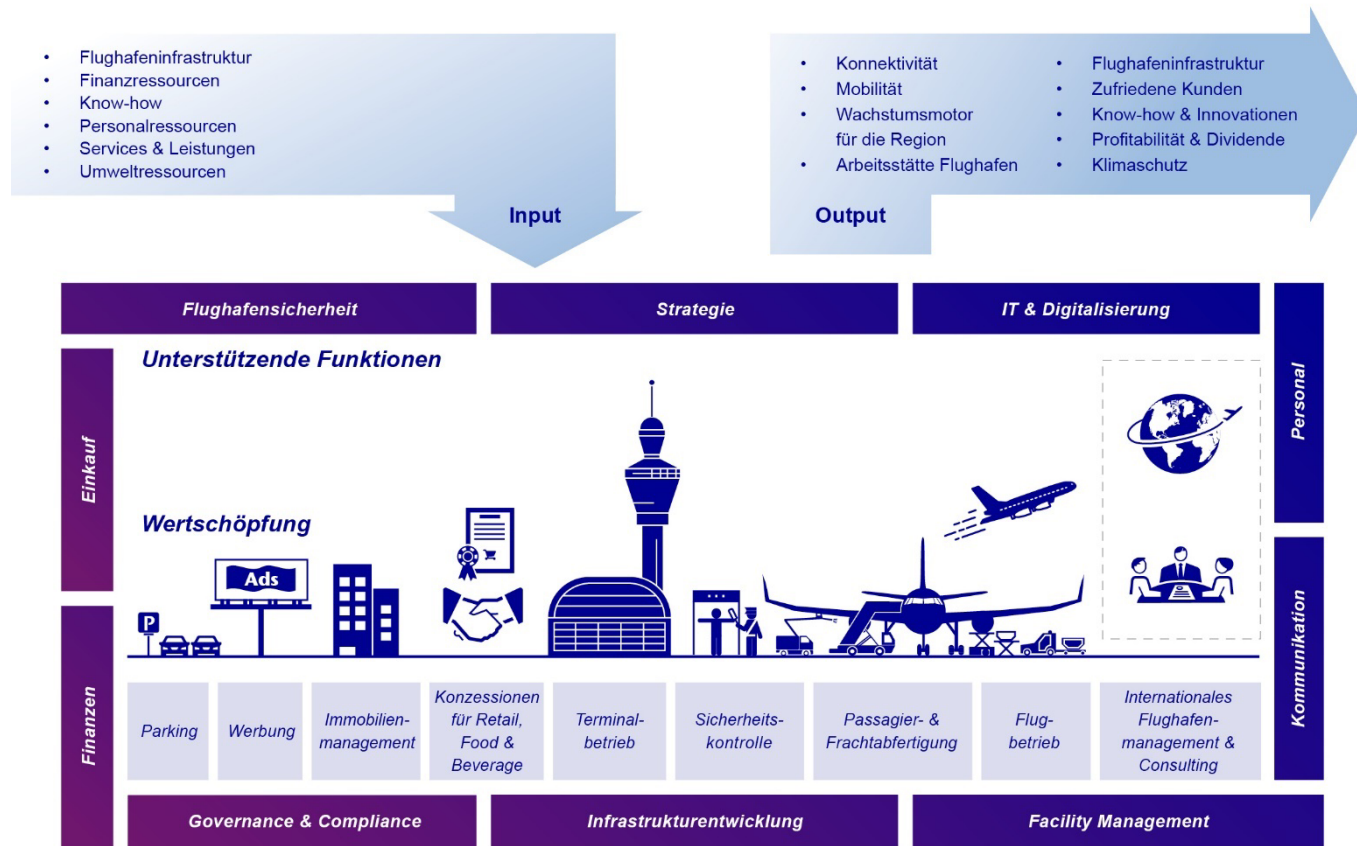 • Flughafeninfrastruktur
• Finanzressourcen
• Know-how
• Personalressourcen
• Services & Leistungen
• Umweltressourcen
Input
• Konnektivität
• Mobilität
• Wachstumsmotor
für die Region
• Arbeitsstätte Flughafen
• Flughafeninfrastruktur
• Zufriedene Kunden
• Know-how & Innovationen
• Profitabilität & Dividende
• Klimaschutz
Output
Flughafensicherheit
Strategie
IT & Digitalisierung
Personal
Kommunikation
Einkauf
Finanzen
Unterstützende Funktionen
Wertschöpfung
P
Ads
Parking
Werbung
Immobilien-
management
Konzessionen
für Retail,
Food &
Beverage
Terminal-
betrieb
Sicherheits-
kontrolle
Passagier- &
Frachtabfertigung
Flug-
betrieb
Internationales
Flughafen-
management &
Consulting
Governance & Compliance
Infrastrukturentwicklung
Facility Management